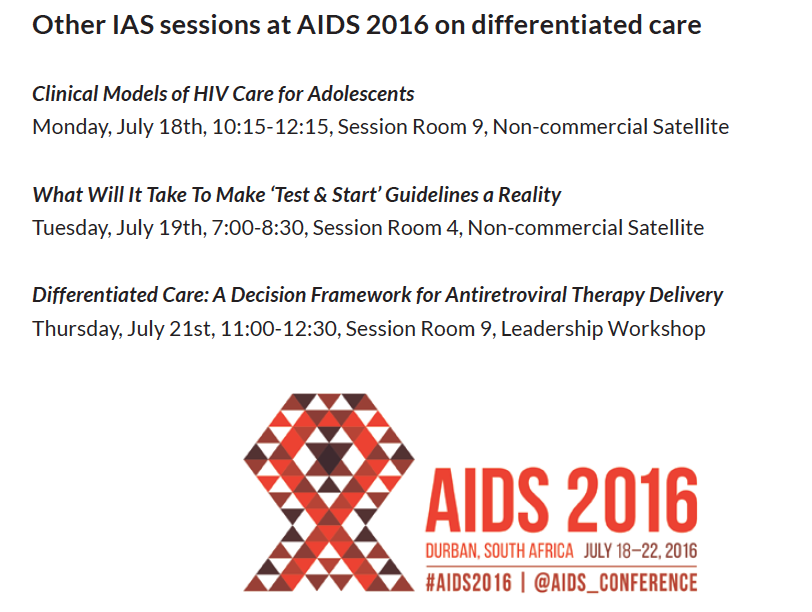 Other IAS sessions at AIDS 2016 on differentiated care
Clinical Models of HIV Care for Adolescents
Monday, July 18th, 10:15-12:15, Session Room 9, Non-commercial Satellite
What Will It Take To Make ‘Test & Start’ Guidelines a Reality
Tuesday, July 19th, 7:00-8:30, Session Room 4, Non-commercial Satellite
Differentiated Care: A Decision Framework for Antiretroviral Therapy Delivery
Thursday, July 21st, 11:00-12:30, Session Room 9, Leadership Workshop
AIDS 2016
DURBAN, SOUTH AFRICA JULY 18–22, 2016
#AIDS2016 | @AIDS_CONFERENCE